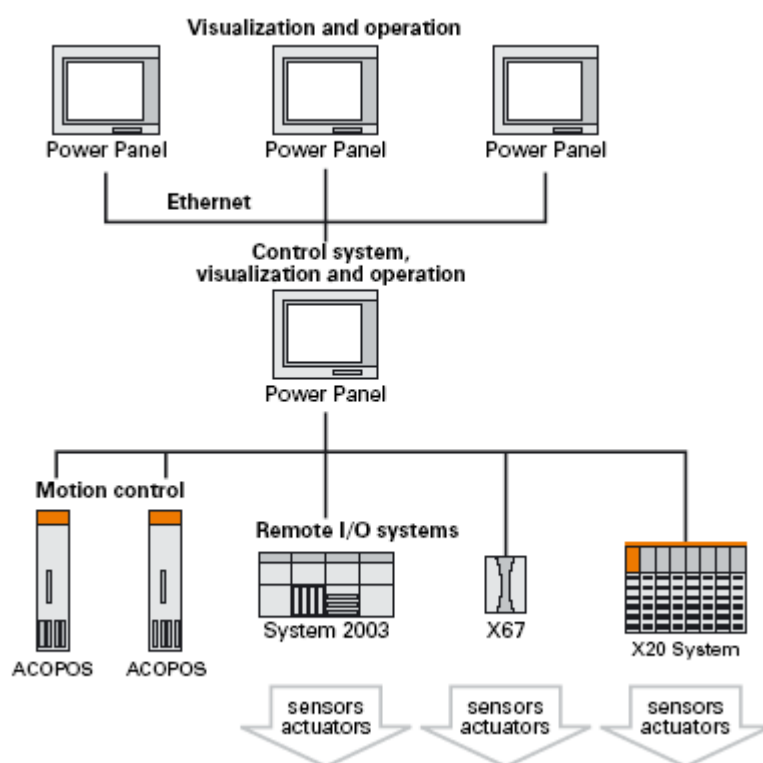 Visualization and operation
Power Panel
Power Panel
Power Panel
Ethernet
Control system,
visualization and operation
Power Panel
Motion control
Remote I/O systems
ACOPOS
ACOPOS
System 2003
X67
X20 System
sensors
actuators
sensors
actuators
sensors
actuators